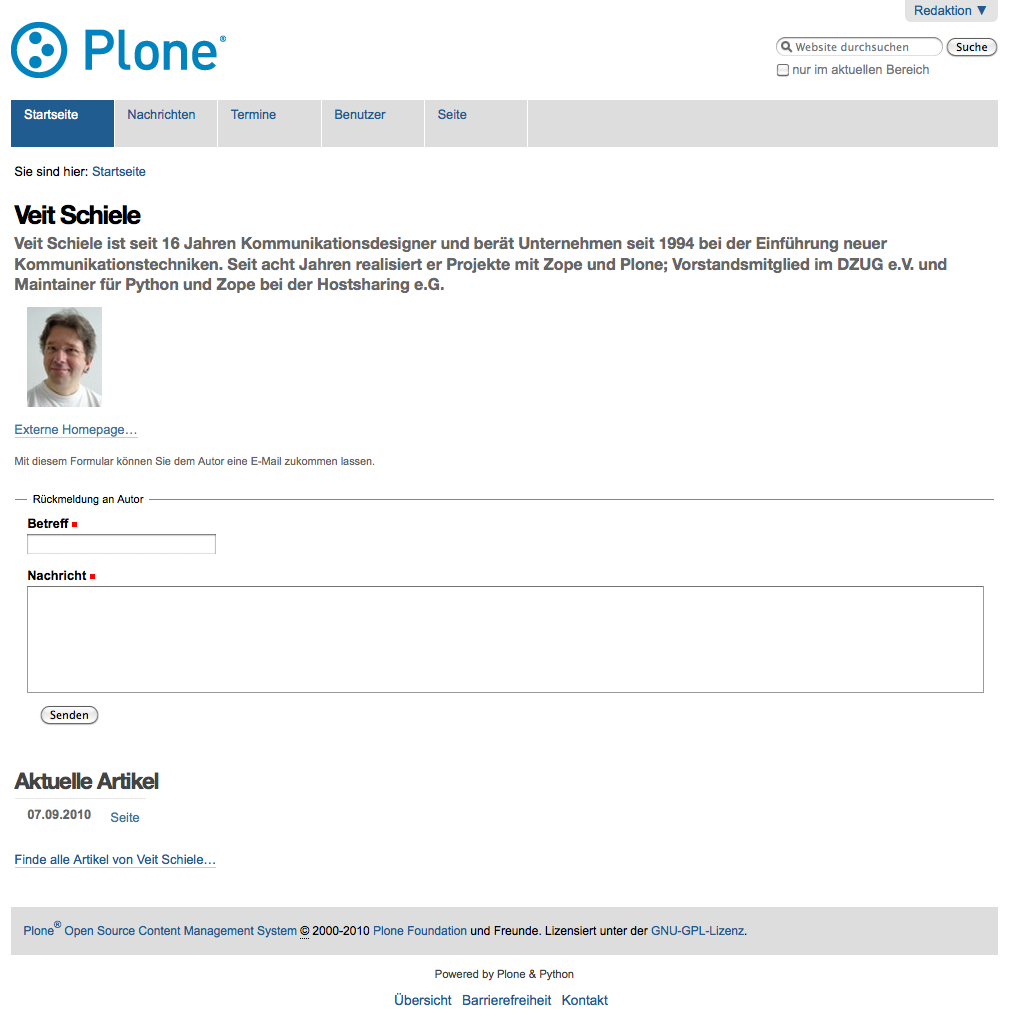 Redaktion ▼
Plone®
Website durchsuchen Suche
nur im aktuellen Bereich
Startseite Nachrichten Termine Benutzer Seite
Sie sind hier: Startseite
Veit Schiele
Veit Schiele ist seit 16 Jahren Kommunikationsdesigner und berät Unternehmen seit 1994 bei der Einführung neuer
Kommunikationstechniken. Seit acht Jahren realisiert er Projekte mit Zope und Plone; Vorstandsmitglied im DZUG e.V. und
Maintainer für Python und Zope bei der Hostsharing e.G.
Externe Homepage…
Mit diesem Formular können Sie dem Autor eine E-Mail zukommen lassen.
Rückmeldung an Autor
Betreff
Nachricht
Senden
Aktuelle Artikel
07.09.2010 Seite
Finde alle Artikel von Veit Schiele…
Plone® Open Source Content Management System © 2000-2010 Plone Foundation und Freunde. Lizensiert unter der GNU-GPL-Lizenz.
Powered by Plone & Python
Übersicht Barrierefreiheit Kontakt